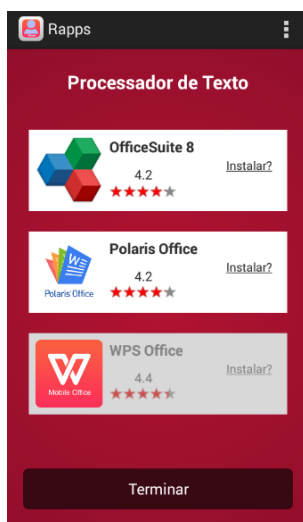 Rapps
Processador de Texto
OfficeSuite 8
4.2
Instalar?
Polaris Office
4.2
Instalar?
W
Polaris Office
WPS Office
4.4
Instalar?
W
Mobile Office
Terminar